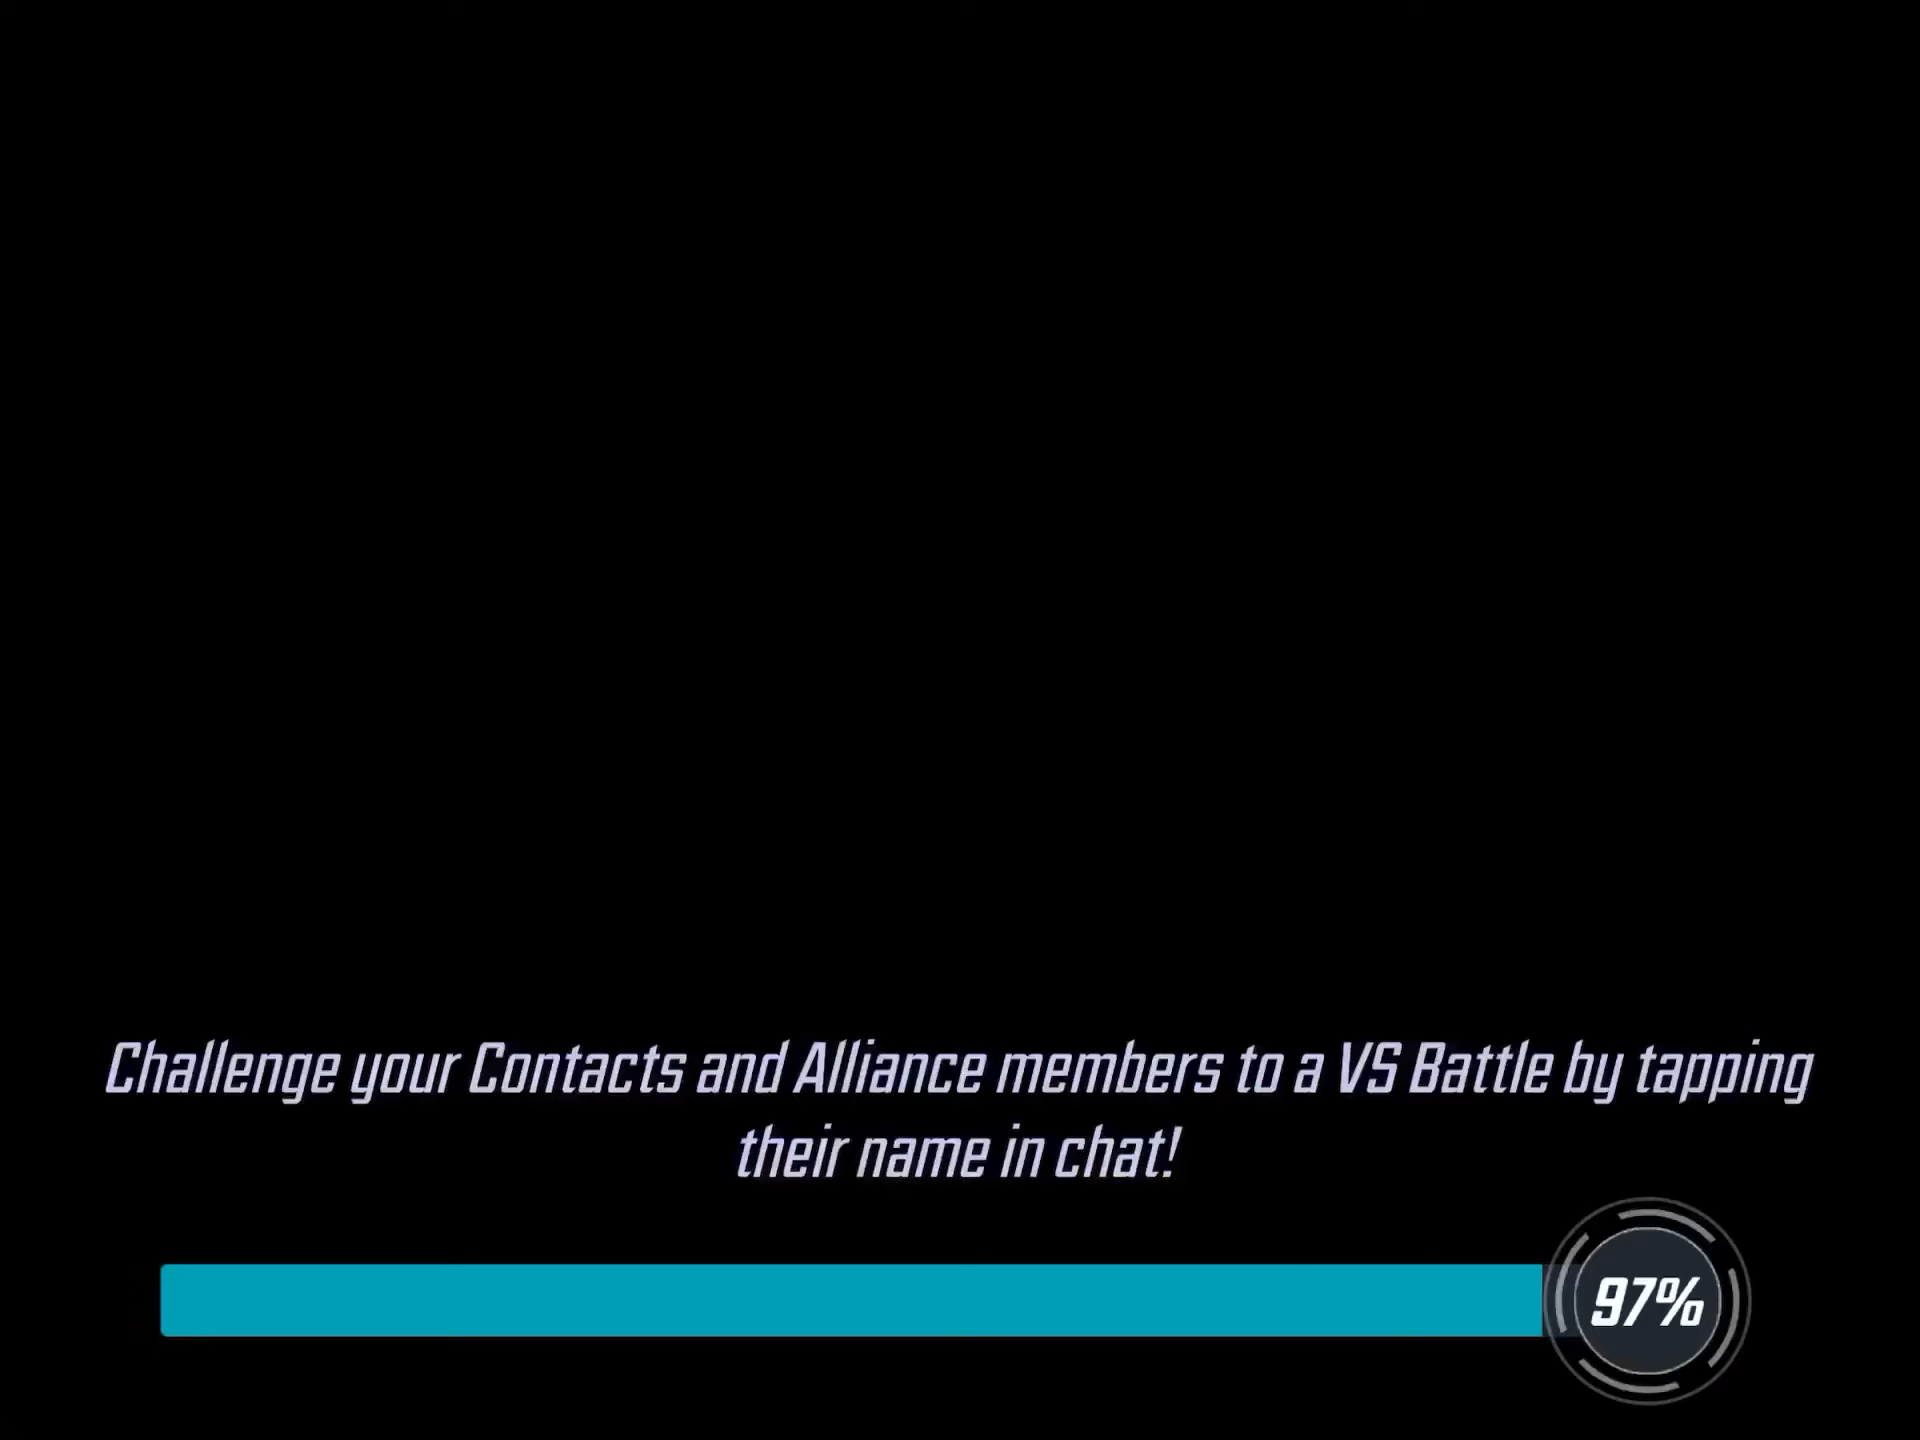 Challenge your Contacts and Alliance members to a VS Battle by tapping
their name in chat!
97%